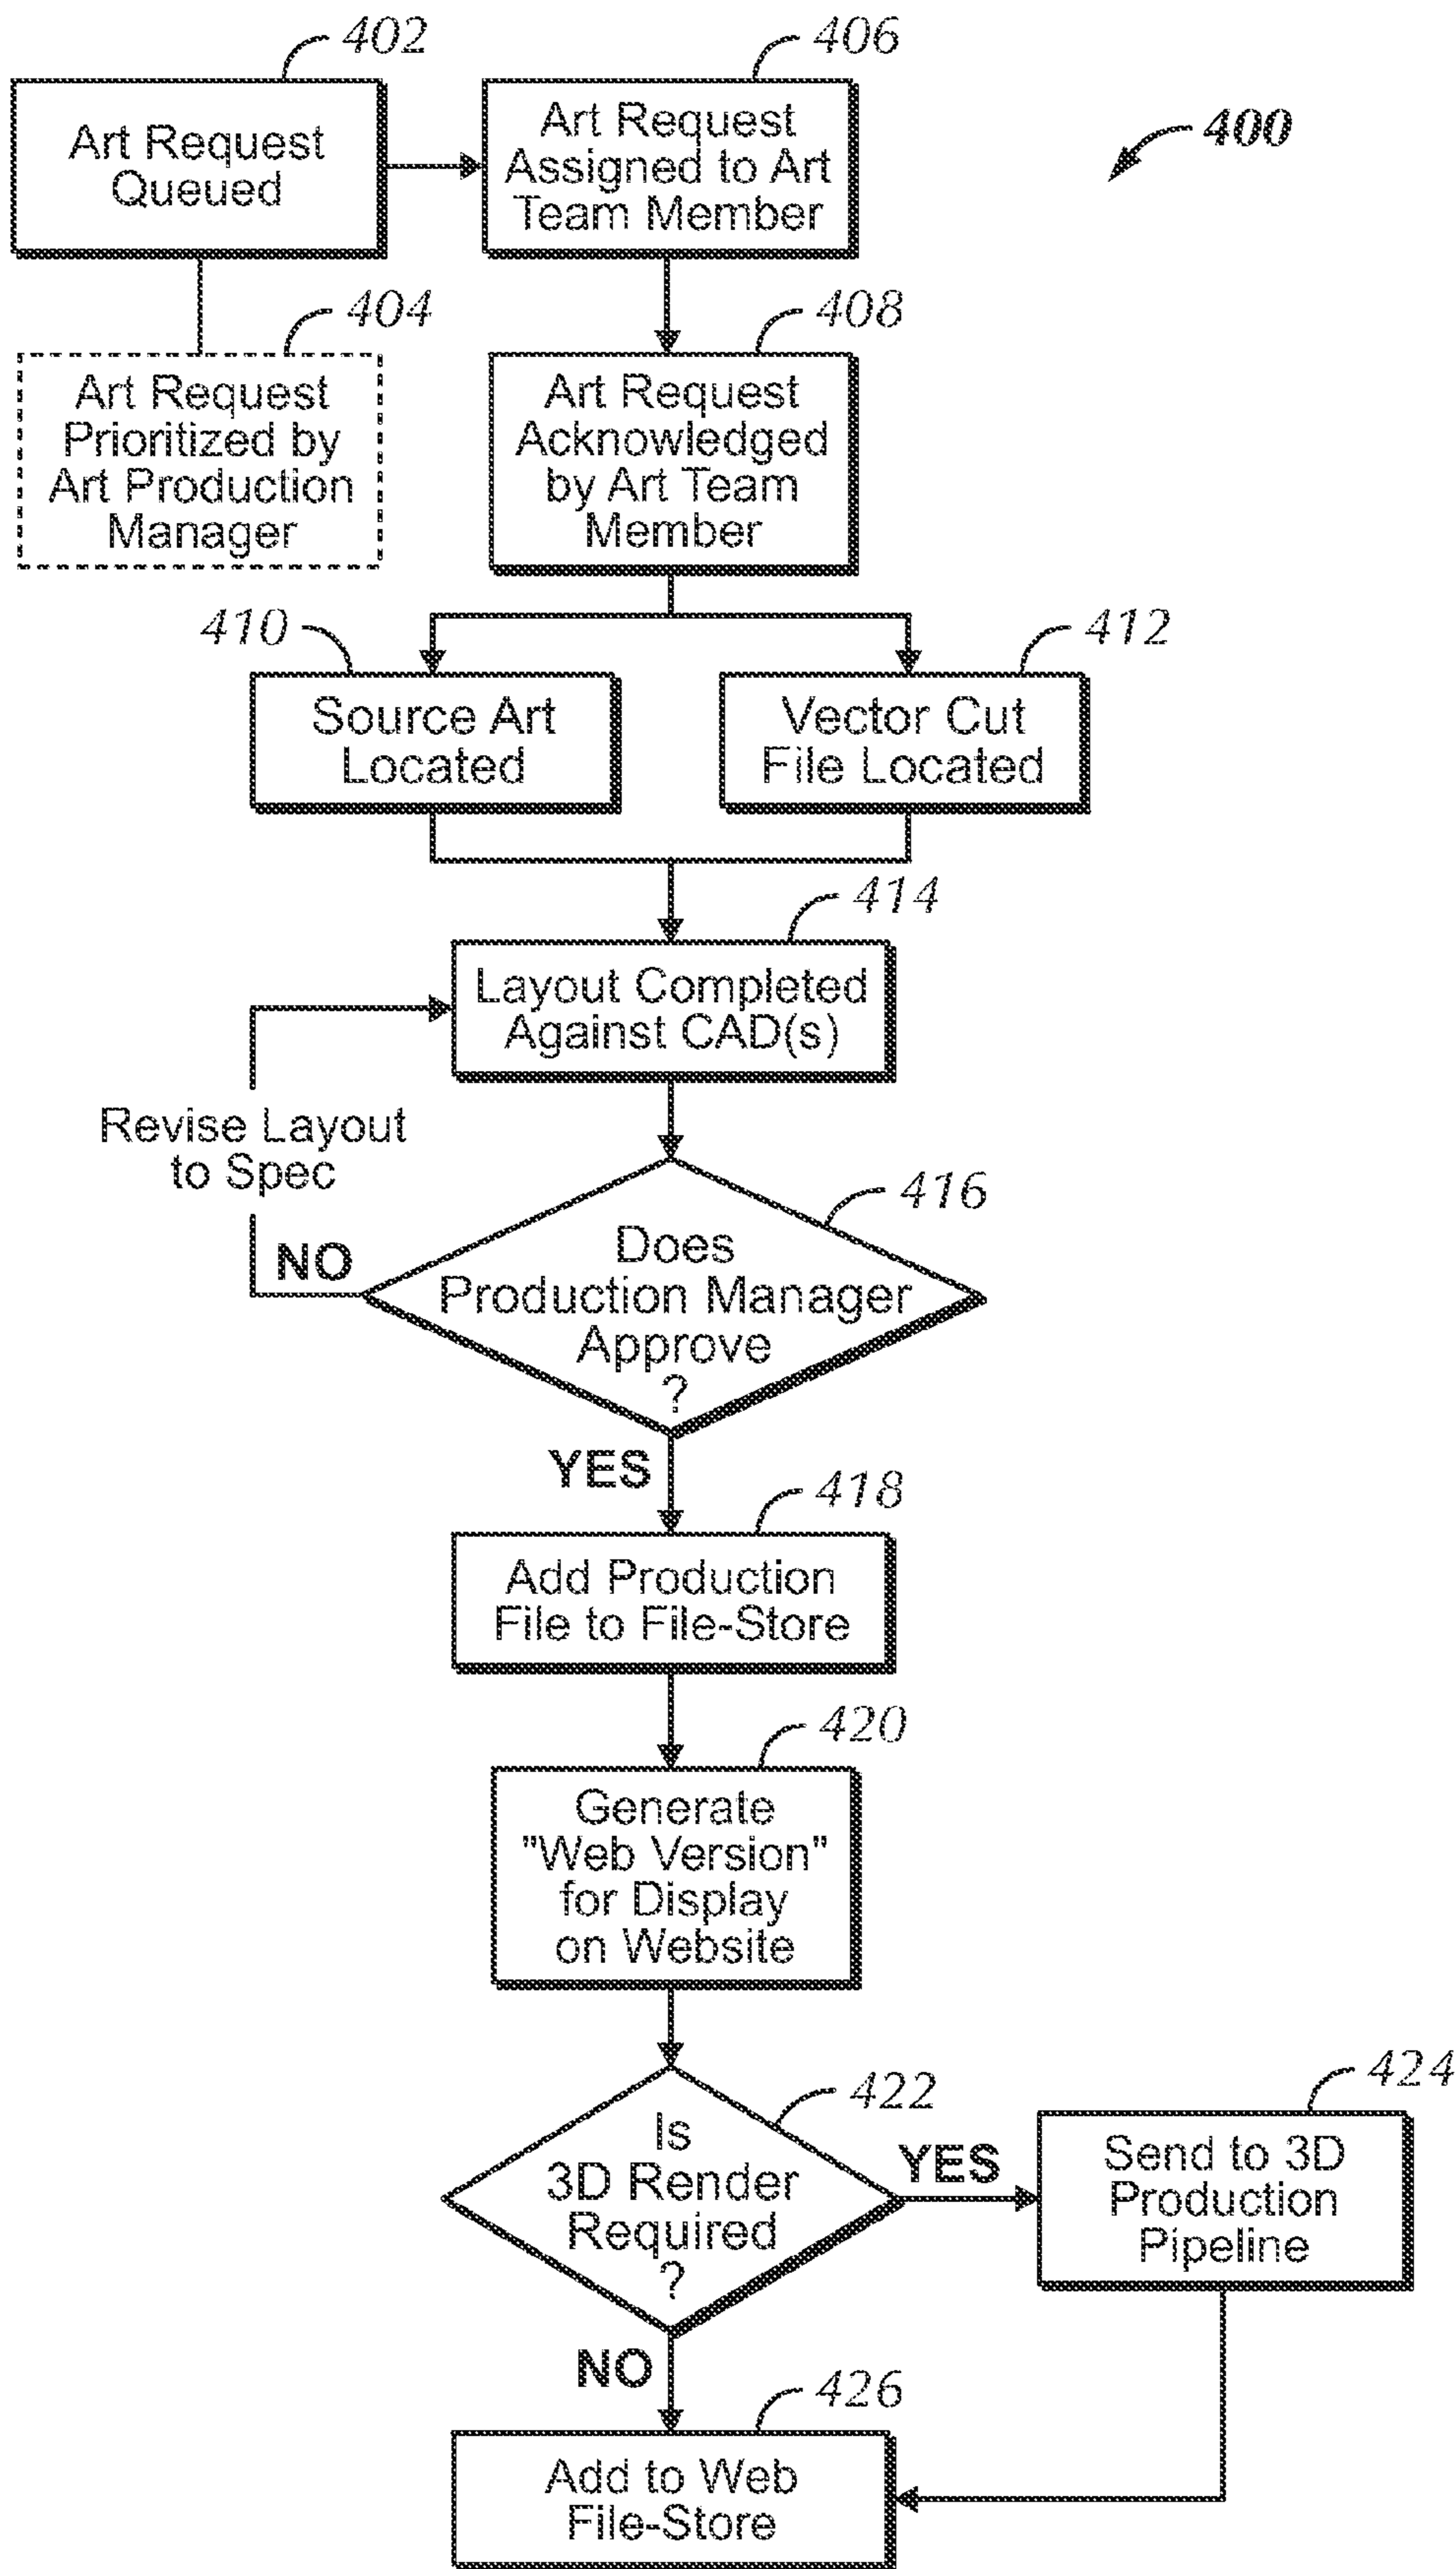 402
Art Request
Queued
406
Art Request
Assigned to Art
Team Member
400
404
Art Request
Prioritized by
Art Production
Manager
408
Art Request
Acknowledged
by Art Team
Member
410
Source Art
Located
412
Vector Cut
File Located
414
Layout Completed
Against CAD(s)
Revise Layout
to Spec
NO
416
Does
Production Manager
Approve
?
YES
418
Add Production
File to File-Store
420
Generate
"Web Version"
for Display
on Website
422
Is
3D Render
Required
?
YES
424
Send to 3D
Production
Pipeline
NO
426
Add to Web
File-Store